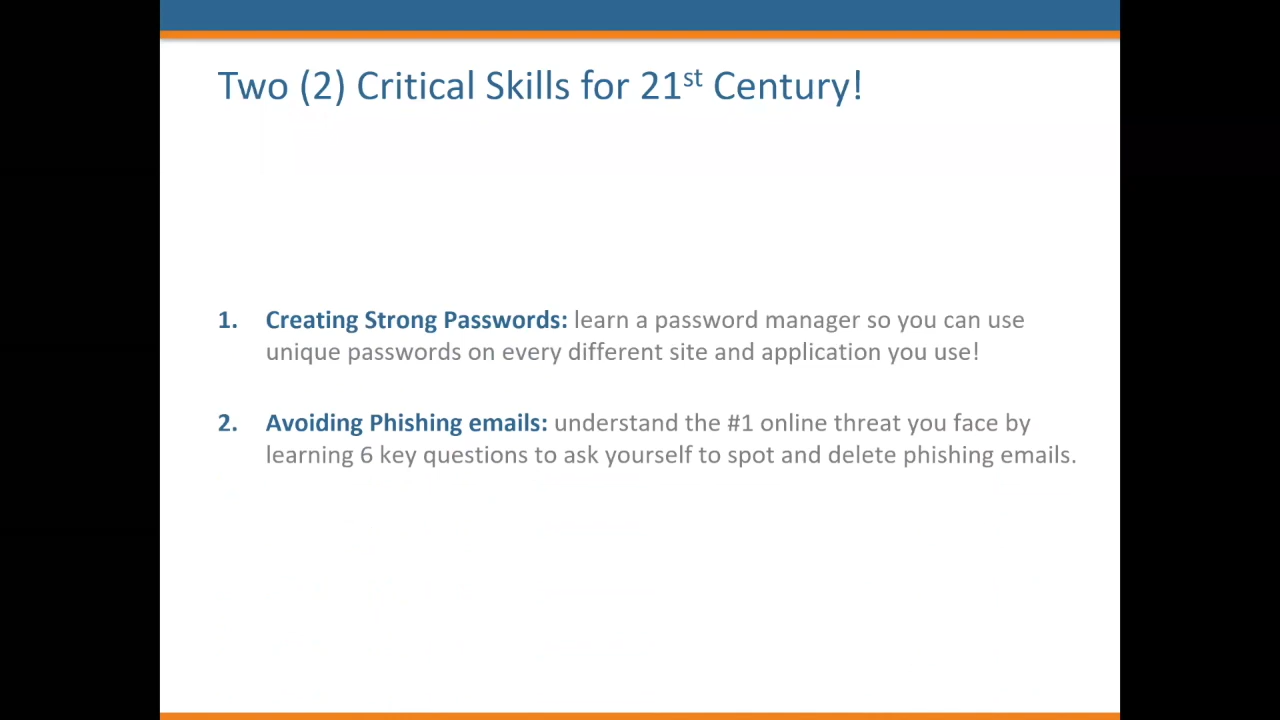 Two (2) Critical Skills for 21st Century!
1. Creating Strong Passwords: learn a password manager so you can use
unique passwords on every different site and application you use!
2. Avoiding Phishing emails: understand the #1 online threat you face by
learning 6 key questions to ask yourself to spot and delete phishing emails.